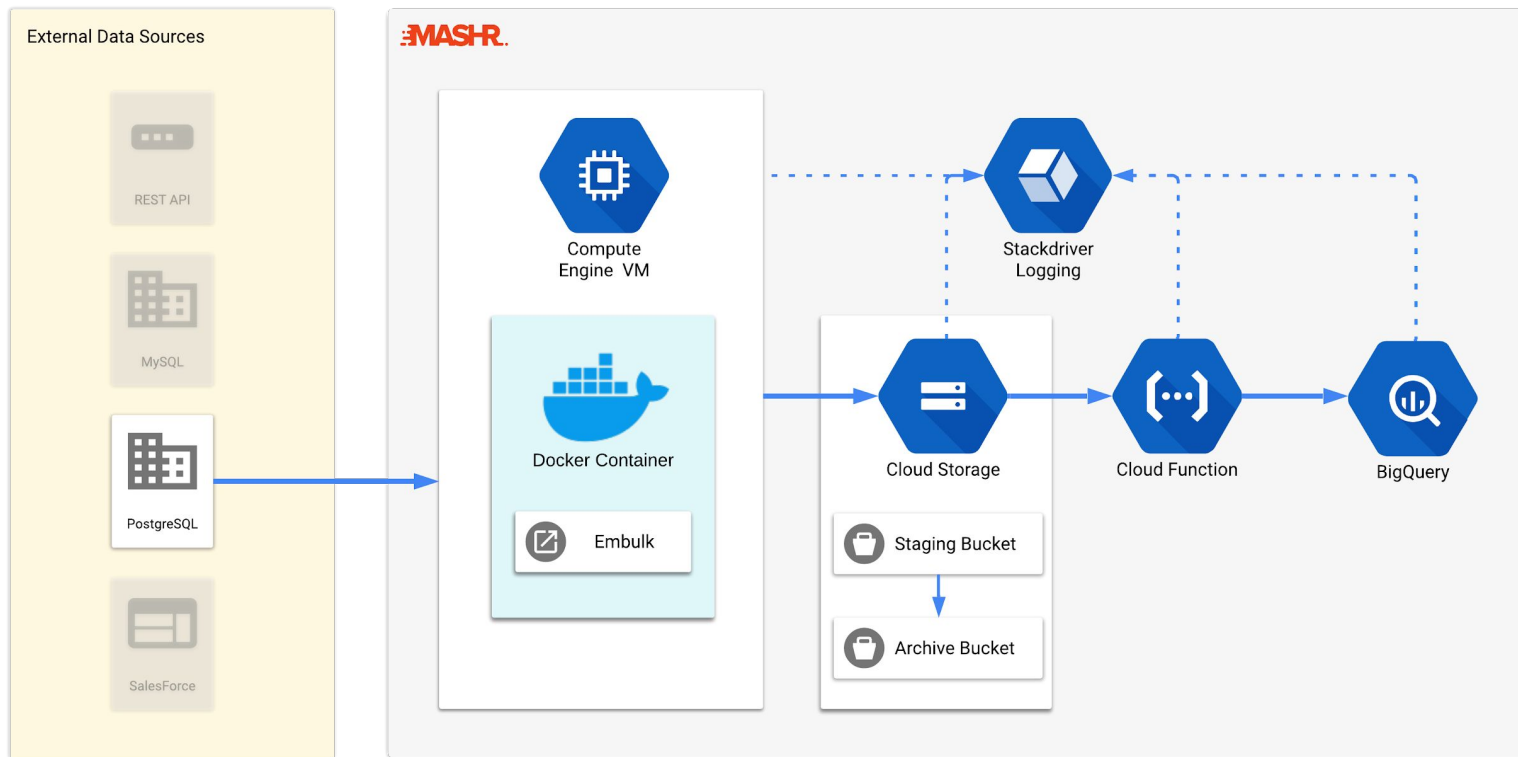 External Data Sources
REST API
MySQL
PostgreSQL
SalesForce
MASHR
Compute
Engine VM
Docker Container
Embulk
Stackdriver
Logging
Cloud Storage
Staging Bucket
Archive Bucket
Cloud Function
BigQuery